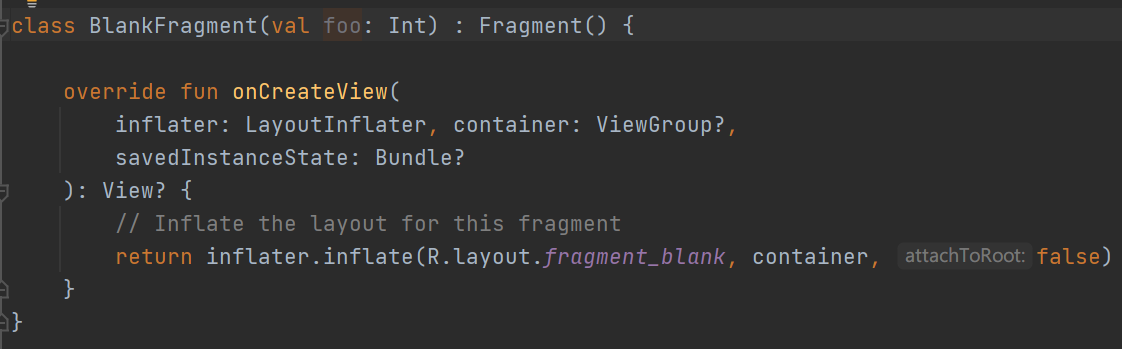 class BlankFragment(val foo: Int) : Fragment() {
override fun onCreateView(
inflater: LayoutInflater, container: ViewGroup?,
savedInstanceState: Bundle?
): View? {
// Inflate the layout for this fragment
return inflater.inflate(R.layout.fragment_blank, container, attachToRoot: false)
}
}